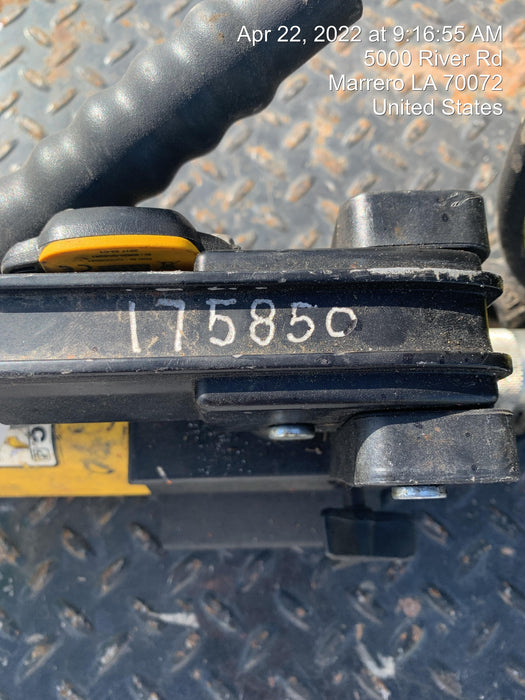 Apr 22, 2022 at 9:16:55 AM
5000 River Rd
Marrero LA 70072
United States
175850
C